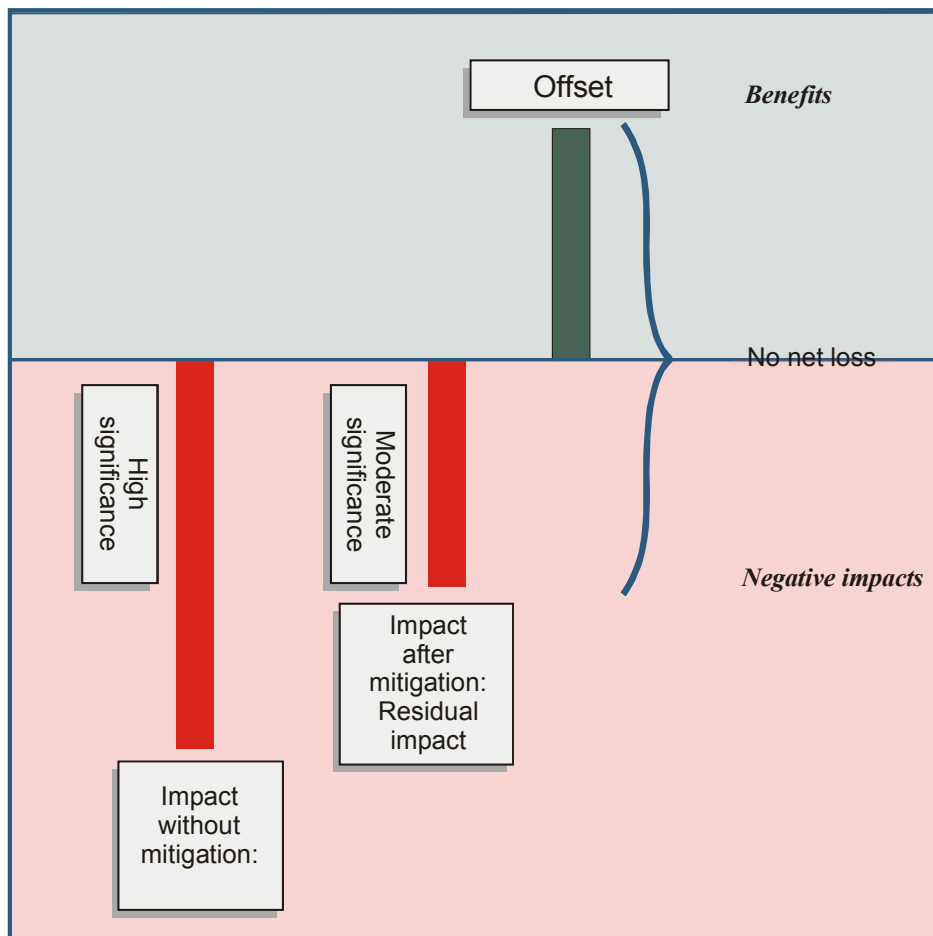 Offset
Benefits
No net loss
High
significance
Moderate
significance
Negative impacts
Impact
after
mitigation:
Residual
impact
Impact
without
mitigation: